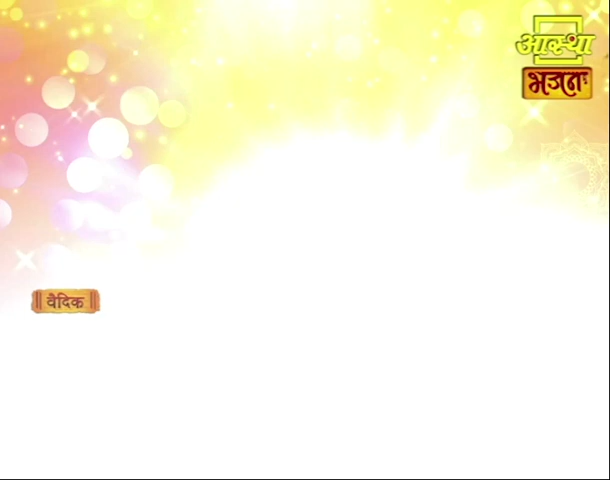 आस्था
भजन
॥ वैदिक ॥